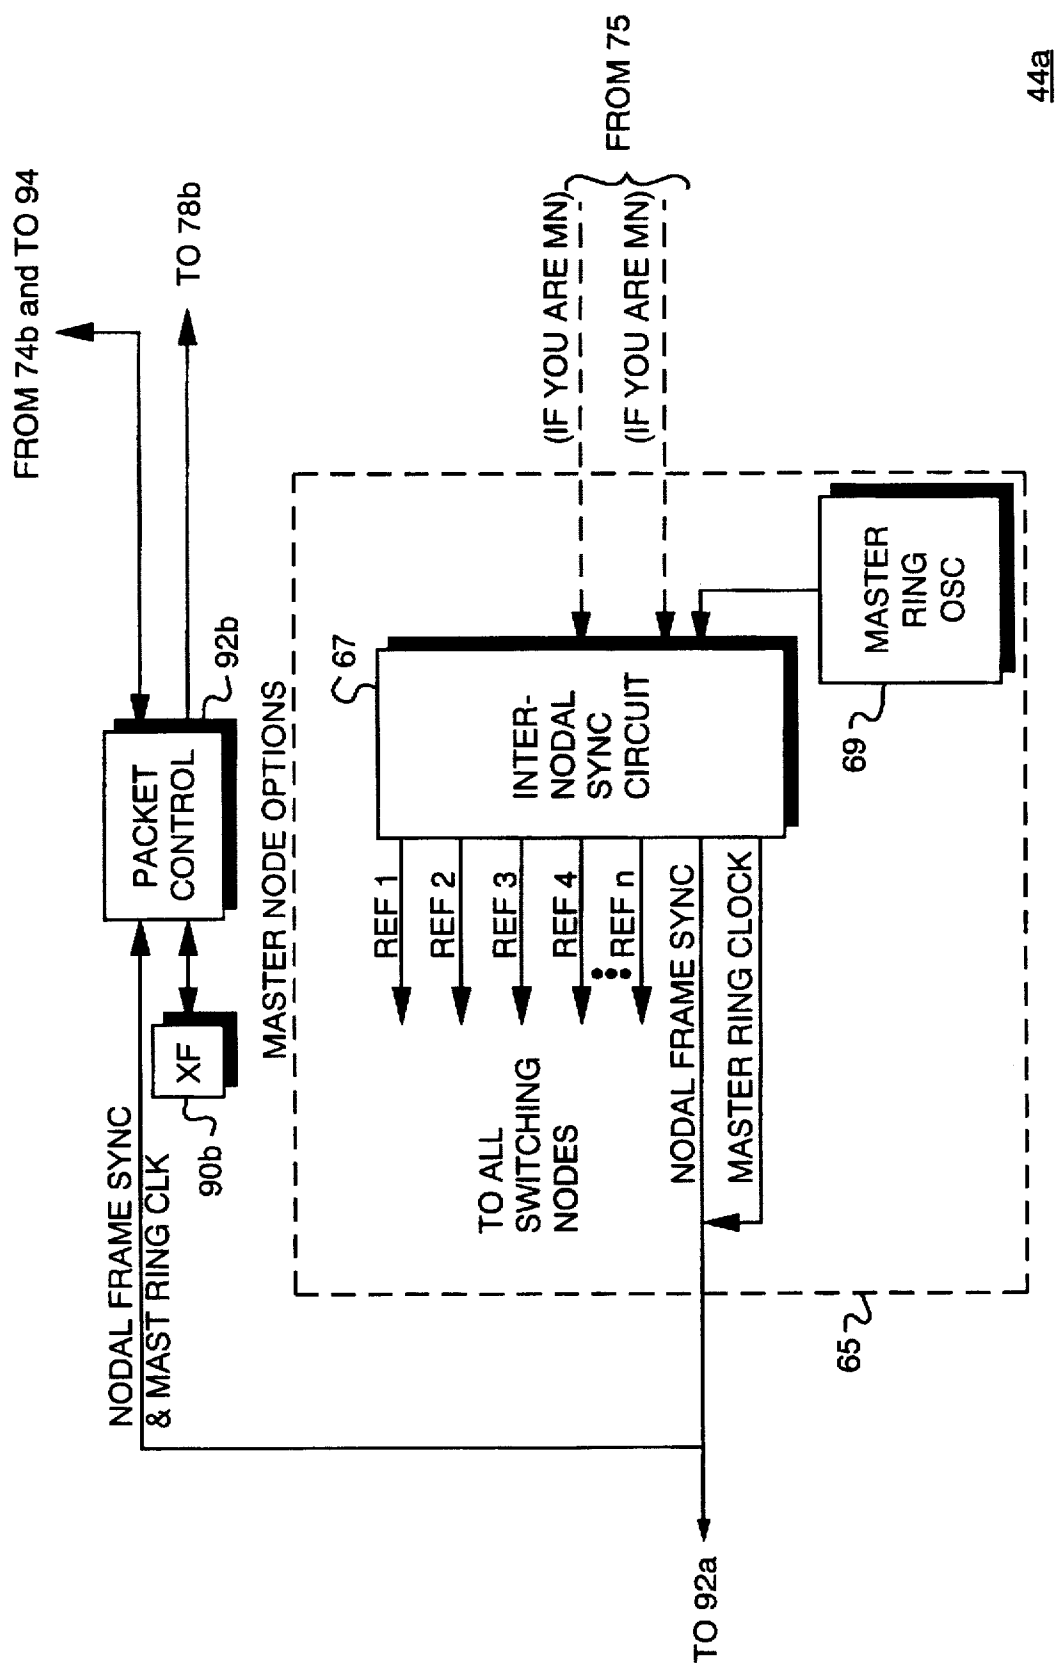 FROM 74b and TO 94
TO 78b
NODAL FRAME SYNC
& MAST RING CLK
PACKET
CONTROL
92b
XF
90b
MASTER NODE OPTIONS
67
REF 1
REF 2
REF 3
REF 4
REF n
TO ALL
SWITCHING
NODES
INTER-
NODAL
SYNC
CIRCUIT
(IF YOU ARE MN)
(IF YOU ARE MN)
FROM 75
NODAL FRAME SYNC
MASTER RING CLOCK
MASTER
RING
OSC
69
65
TO 92a
44a